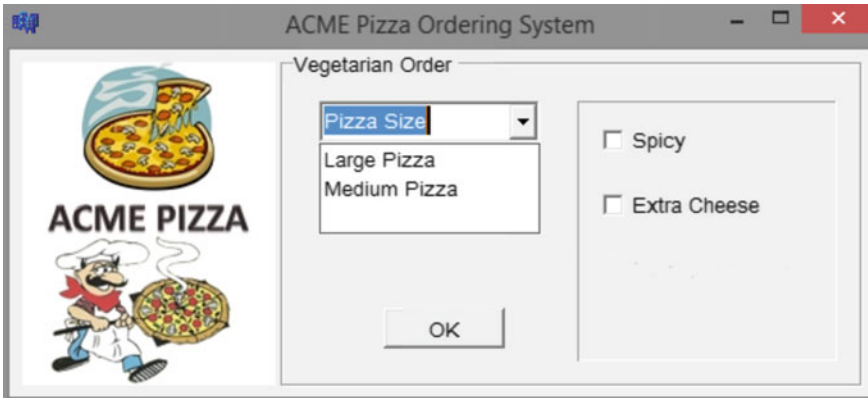 ACME Pizza Ordering System
Vegetarian Order
Pizza Size
Large Pizza
Medium Pizza
Spicy
Extra Cheese
ACME PIZZA
OK